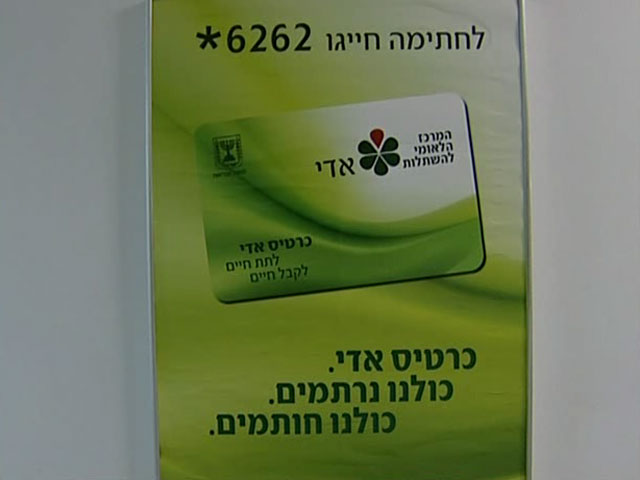 לחתימה חייגו 6262*
המרכז
הלאומי
להשתלות
אדי
כרטיס אדי
לתת חיים
לקבל חיים
כרטיס אדי.
כולנו נרתמים.
כולנו חותמים.